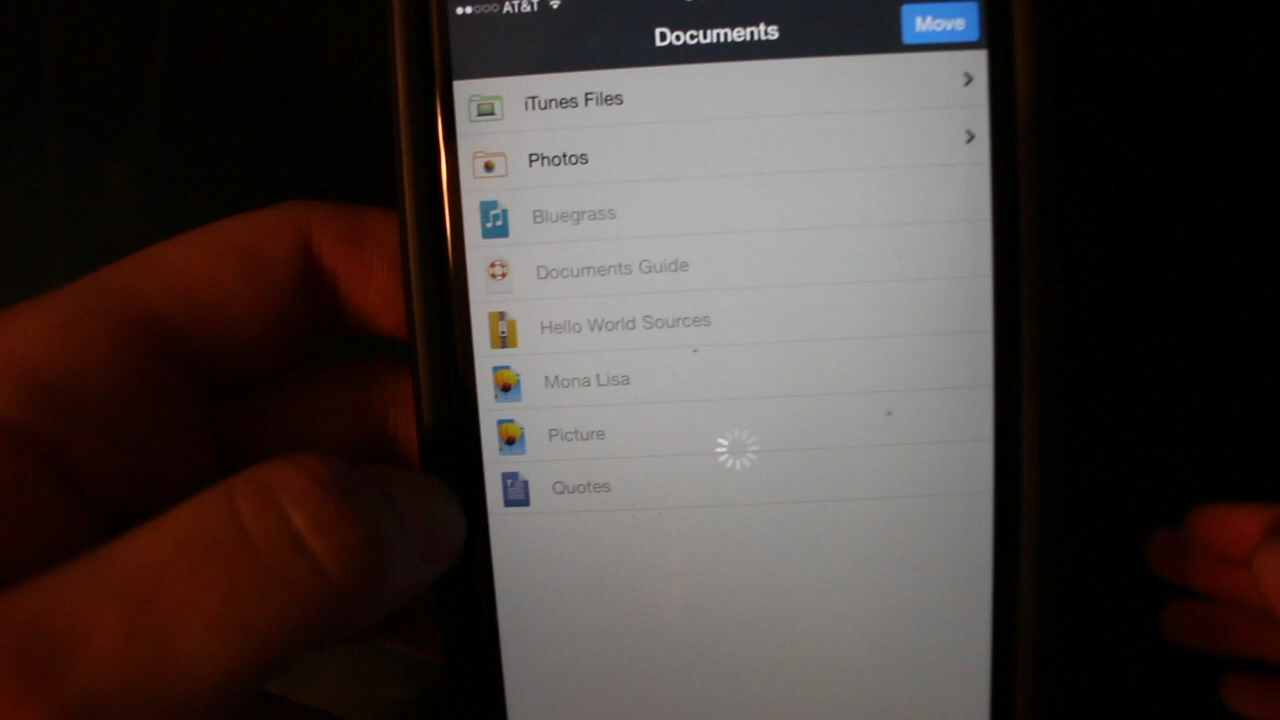 AT&T
Documents
Move
iTunes Files
Photos
Bluegrass
Documents Guide
Hello World Sources
Mona Lisa
Picture
Quotes